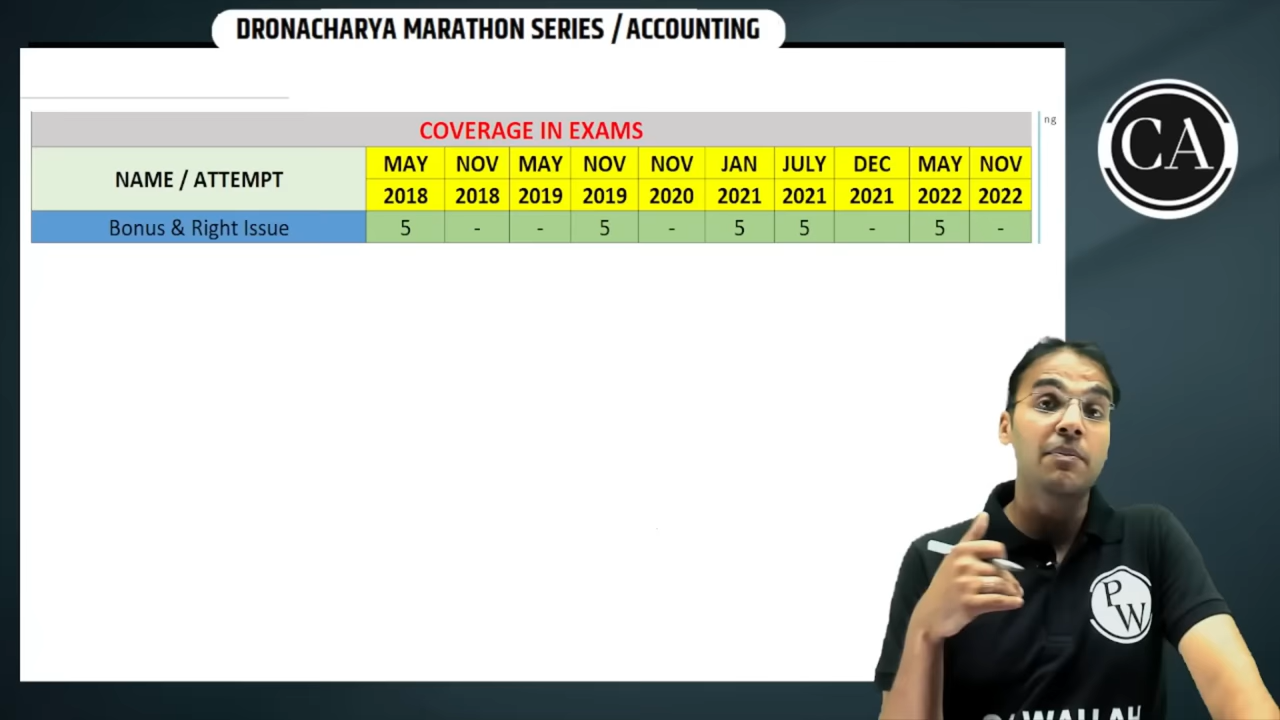 DRONACHARYA MARATHON SERIES / ACCOUNTING
ng
CA
COVERAGE IN EXAMS
NAME / ATTEMPT MAY NOV MAY NOV NOV JAN JULY DEC MAY NOV
2018 2018 2019 2019 2020 2021 2021 2021 2022 2022
Bonus & Right Issue 5 - - 5 - 5 5 - 5 -
PW
WALLAH